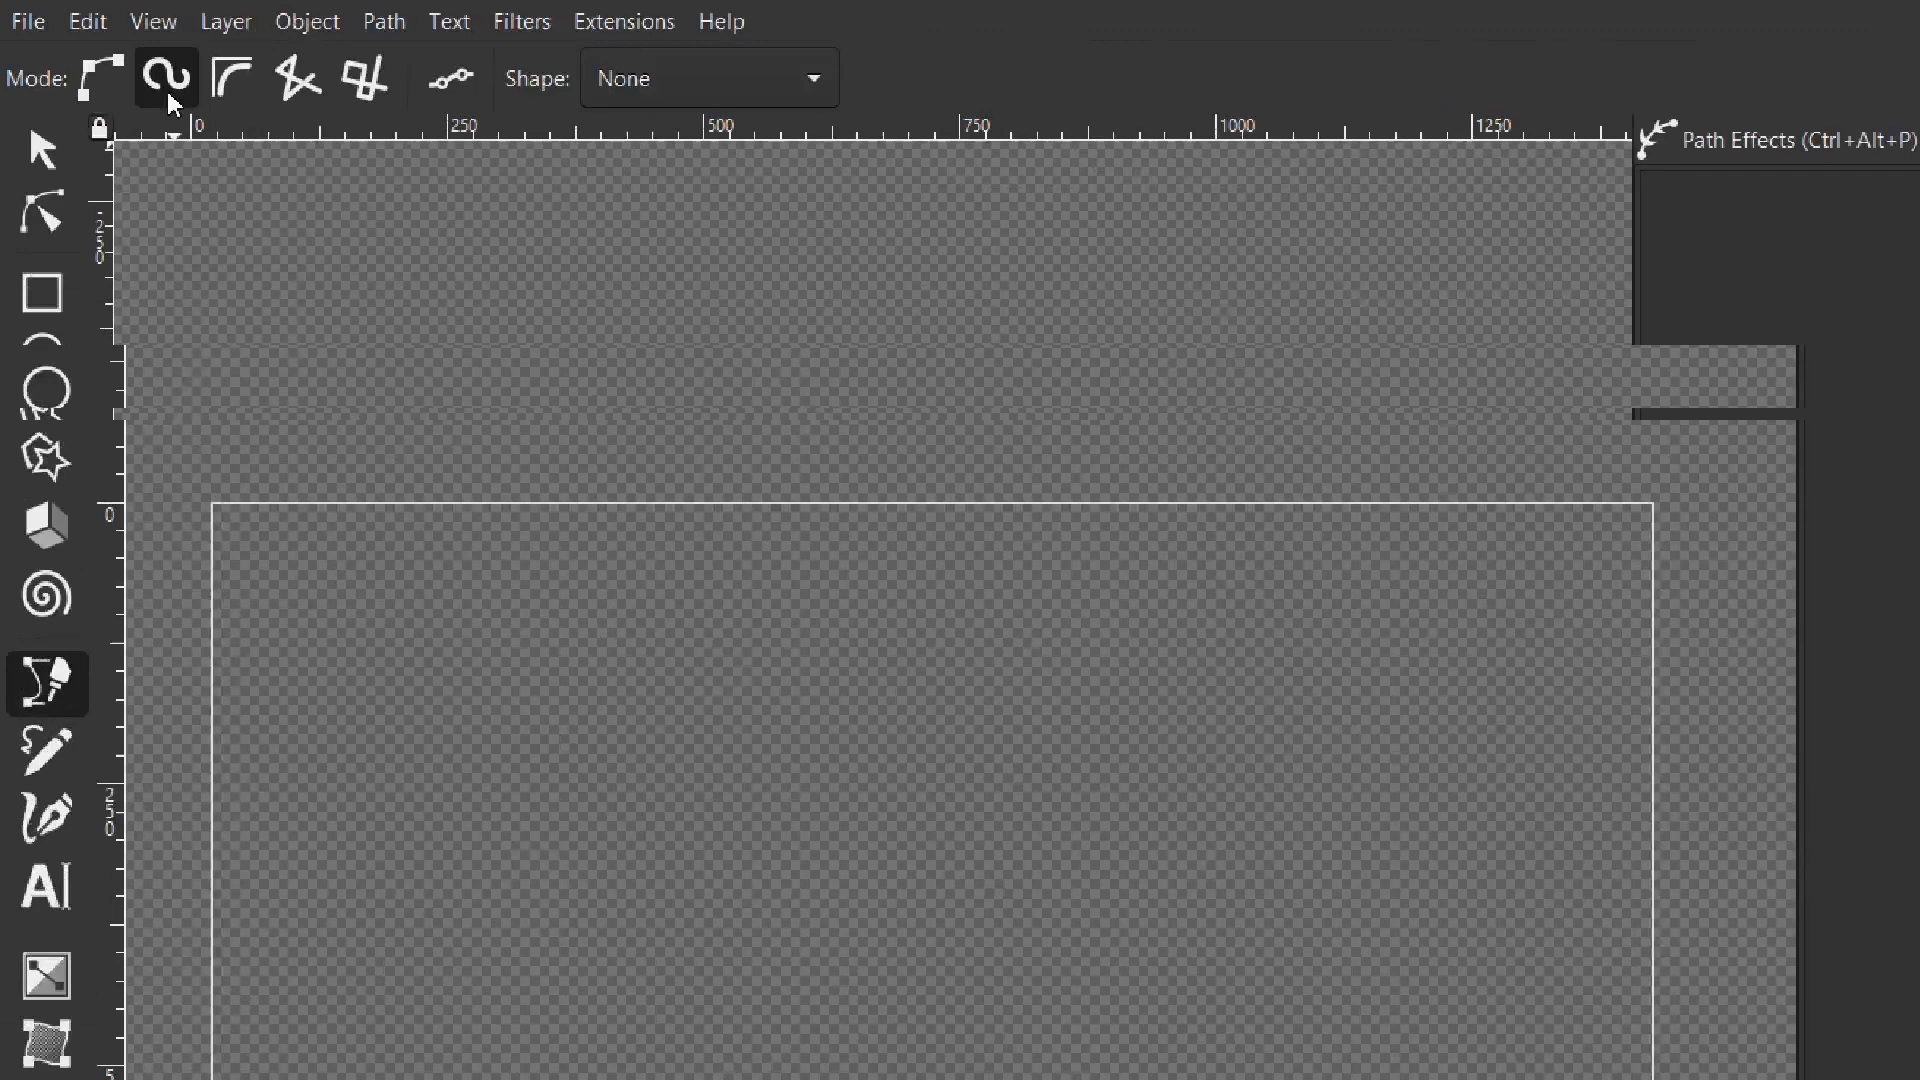 File Edit View Layer Object Path Text Filters Extensions Help
Mode: Shape: None
0 250 500 750 1000 1250
Path Effects (Ctrl+Alt+P)
-250
0
250
5